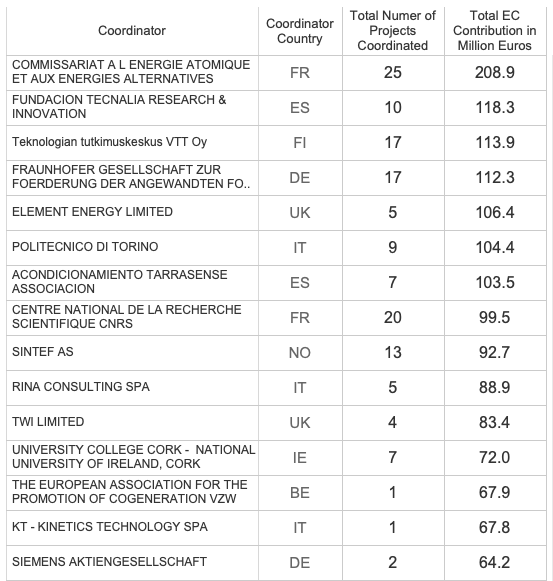 Coordinator
Coordinator
Country
Total Numer of
Projects
Coordinated
Total EC
Contribution in
Million Euros
COMMISSARIAT A L ENERGIE ATOMIQUE
ET AUX ENERGIES ALTERNATIVES
FR
25
208.9
FUNDACION TECNALIA RESEARCH &
INNOVATION
ES
10
118.3
Teknologian tutkimuskeskus VTT Oy
FI
17
113.9
FRAUNHOFER GESELLSCHAFT ZUR
FOERDERUNG DER ANGEWANDTEN FO..
DE
17
112.3
ELEMENT ENERGY LIMITED
UK
5
106.4
POLITECNICO DI TORINO
IT
9
104.4
ACONDICIONAMIENTO TARRASENSE
ASSOCIACION
ES
7
103.5
CENTRE NATIONAL DE LA RECHERCHE
SCIENTIFIQUE CNRS
FR
20
99.5
SINTEF AS
NO
13
92.7
RINA CONSULTING SPA
IT
5
88.9
TWI LIMITED
UK
4
83.4
UNIVERSITY COLLEGE CORK - NATIONAL
UNIVERSITY OF IRELAND, CORK
IE
7
72.0
THE EUROPEAN ASSOCIATION FOR THE
PROMOTION OF COGENERATION VZW
BE
1
67.9
KT - KINETICS TECHNOLOGY SPA
IT
1
67.8
SIEMENS AKTIENGESELLSCHAFT
DE
2
64.2